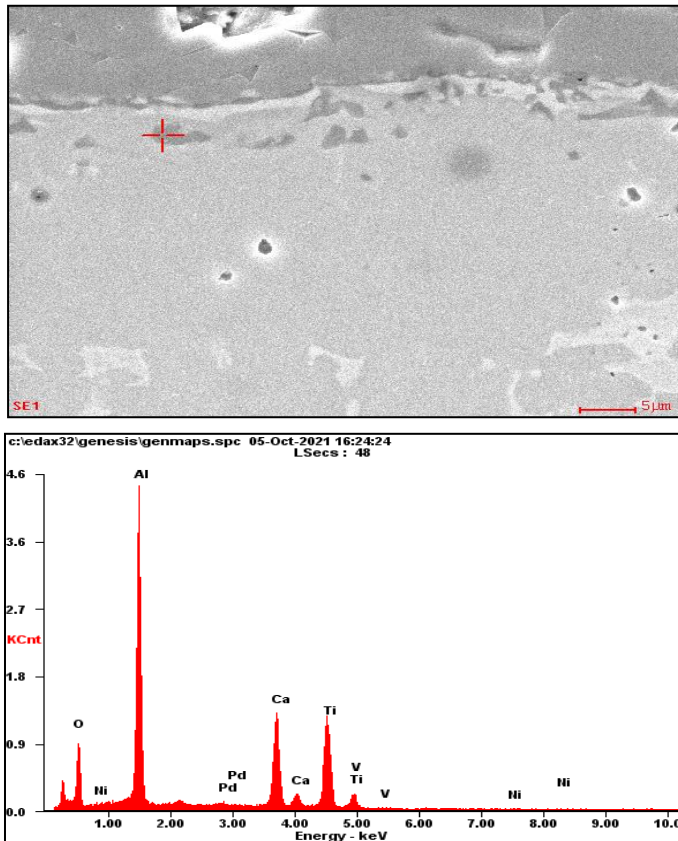 SE1
5µm
c:\edax32\genesis\genmaps.spc 05-Oct-2021 16:24:24
LSecs : 48
4.6
3.6
2.7
KCnt
1.8
0.9
0.0
Al
O
Ni
Pd
Pd
Ca
Ca
Ti
V
Ti
V
Ni
Ni
1.00 2.00 3.00 4.00 5.00 6.00 7.00 8.00 9.00 10.0
Energy - keV